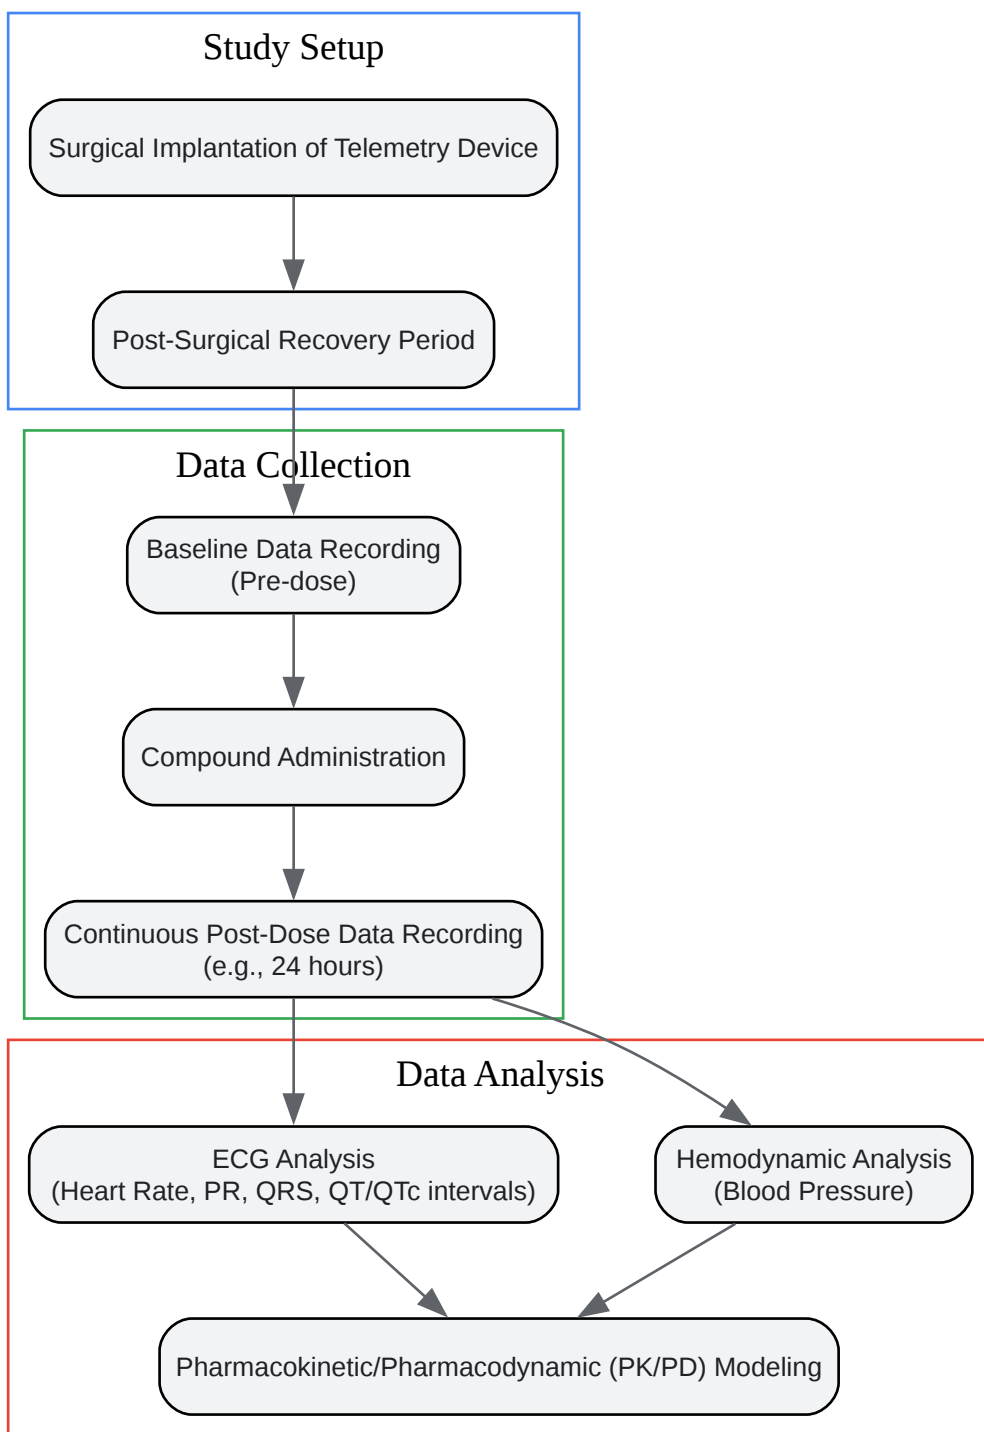 Study Setup
Surgical Implantation of Telemetry Device
Post-Surgical Recovery Period
Data Collection
Baseline Data Recording
(Pre-dose)
Compound Administration
Continuous Post-Dose Data Recording
(e.g., 24 hours)
Data Analysis
ECG Analysis
(Heart Rate, PR, QRS, QT/QTc intervals)
Hemodynamic Analysis
(Blood Pressure)
Pharmacokinetic/Pharmacodynamic (PK/PD) Modeling